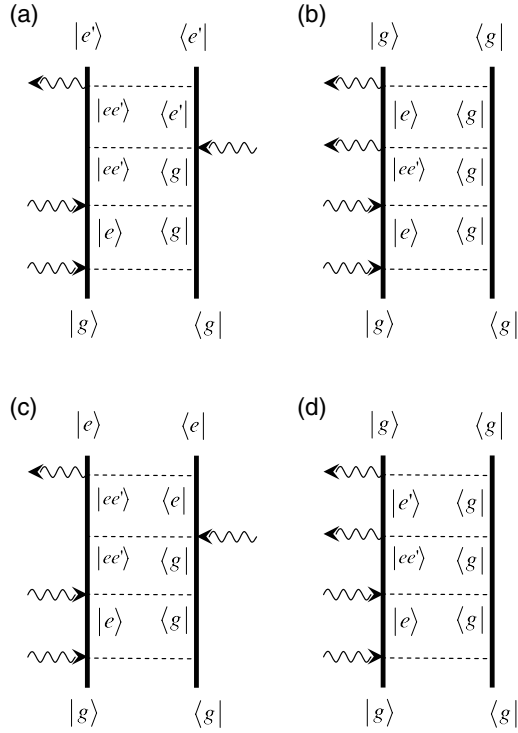 (a) (b)
|e'⟩ ⟨e'| |g⟩ ⟨g|
|ee'⟩ ⟨e'| |e⟩ ⟨g|
|ee'⟩ ⟨g| |ee'⟩ ⟨g|
|e⟩ ⟨g| |e⟩ ⟨g|
|g⟩ ⟨g| |g⟩ ⟨g|
(c) (d)
|e⟩ ⟨e| |g⟩ ⟨g|
|ee'⟩ ⟨e| |e'⟩ ⟨g|
|ee'⟩ ⟨g| |ee'⟩ ⟨g|
|e⟩ ⟨g| |e⟩ ⟨g|
|g⟩ ⟨g| |g⟩ ⟨g|